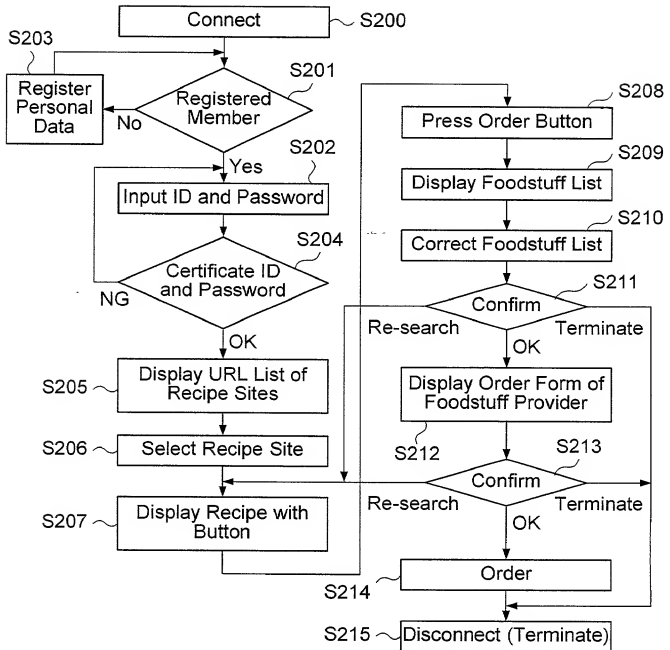 Connect
S200
S203
Register
Personal
Data
S201
Registered
Member
No
Yes
S202
Input ID and Password
S204
Certificate ID
and Password
NG
OK
S205
Display URL List of
Recipe Sites
S206
Select Recipe Site
S207
Display Recipe with
Button
S208
Press Order Button
S209
Display Foodstuff List
S210
Correct Foodstuff List
S211
Confirm
Re-search
Terminate
OK
Display Order Form of
Foodstuff Provider
S212
S213
Confirm
Re-search
Terminate
OK
Order
S214
S215
Disconnect (Terminate)